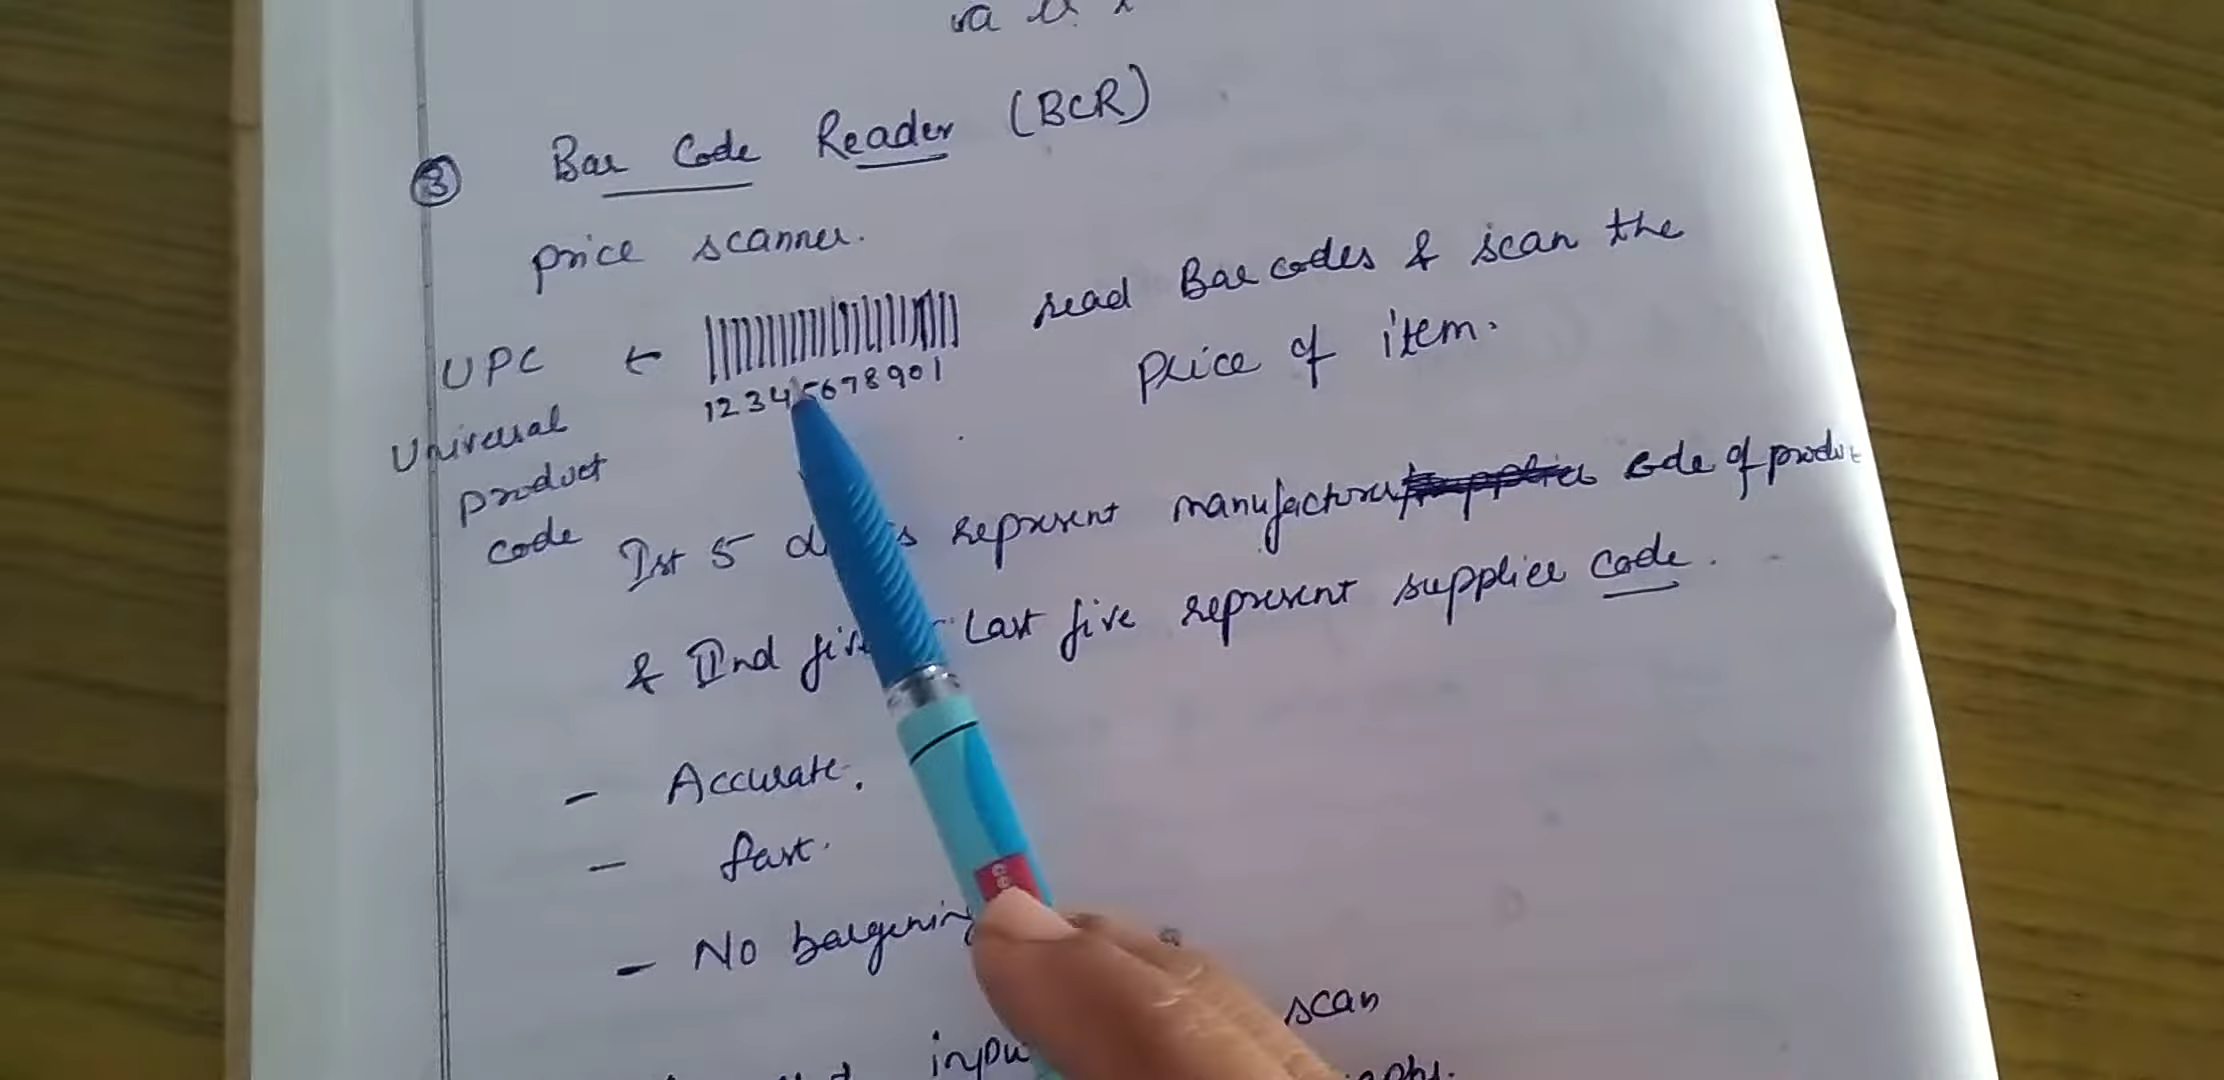 ③ Bar Code Reader (BCR)
price scanner.
read Bar codes & scan the
price of item.
UPC ←
12345678901
Universal
product
code
Ist 5 represent manufacturer code of
& IInd Last five represent supplier code.
- Accurate.
- fast.
- No bargening
scan